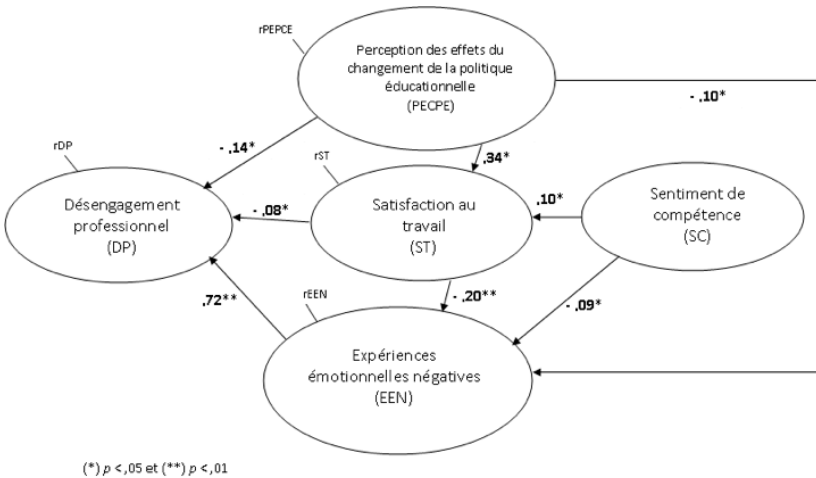 rPEPCE
Perception des effets du
changement de la politique
éducationnelle
(PECPE)
- ,10*
rDP
- ,14*
rST
,34*
Désengagement
professionnel
(DP)
- ,08*
Satisfaction au
travail
(ST)
,10*
Sentiment de
compétence
(SC)
,72**
rEEN
- ,20**
- ,09*
Expériences
émotionnelles négatives
(EEN)
(*) p <,05 et (**) p <,01